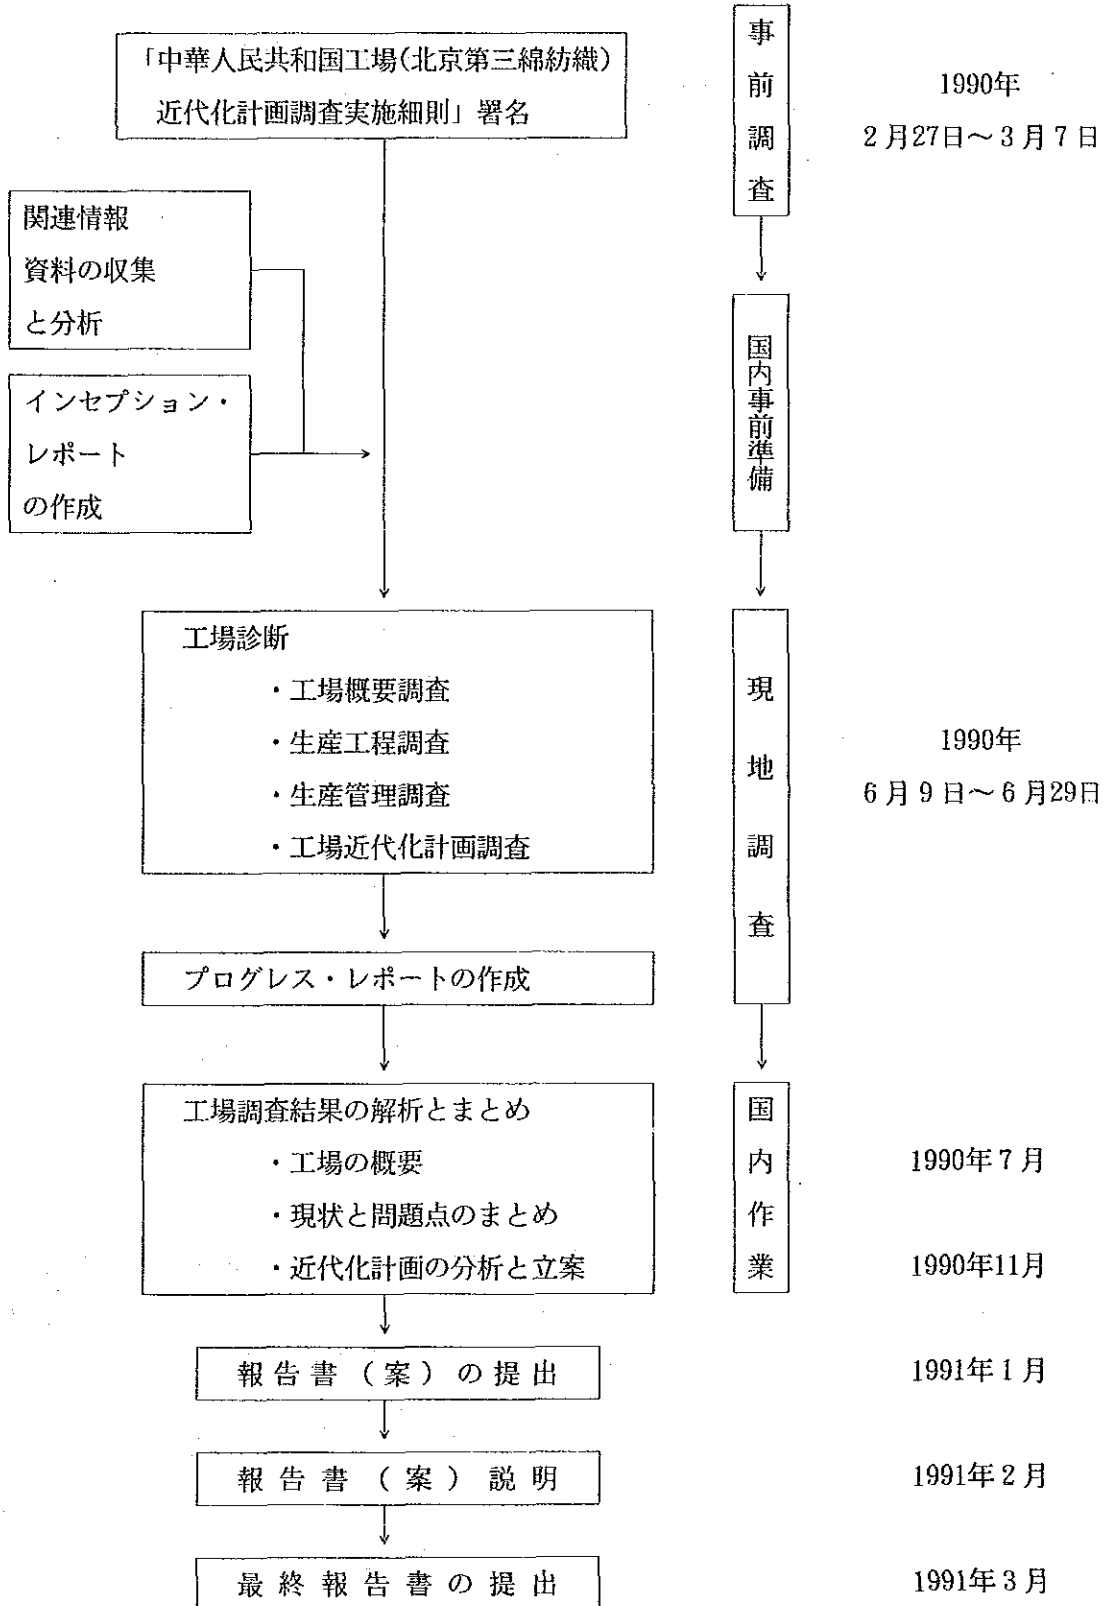 「中華人民共和国工場(北京第三綿紡織)
近代化計画調査実施細則」署名
事前調査
1990年
2月27日～3月7日
関連情報
資料の収集
と分析
インセプション・
レポート
の作成
国内事前準備
工場診断
・工場概要調査
・生産工程調査
・生産管理調査
・工場近代化計画調査
現地調査
1990年
6月9日～6月29日
プログレス・レポートの作成
工場調査結果の解析とまとめ
・工場の概要
・現状と問題点のまとめ
・近代化計画の分析と立案
国内作業
1990年7月
1990年11月
報告書(案)の提出
1991年1月
報告書(案)説明
1991年2月
最終報告書の提出
1991年3月